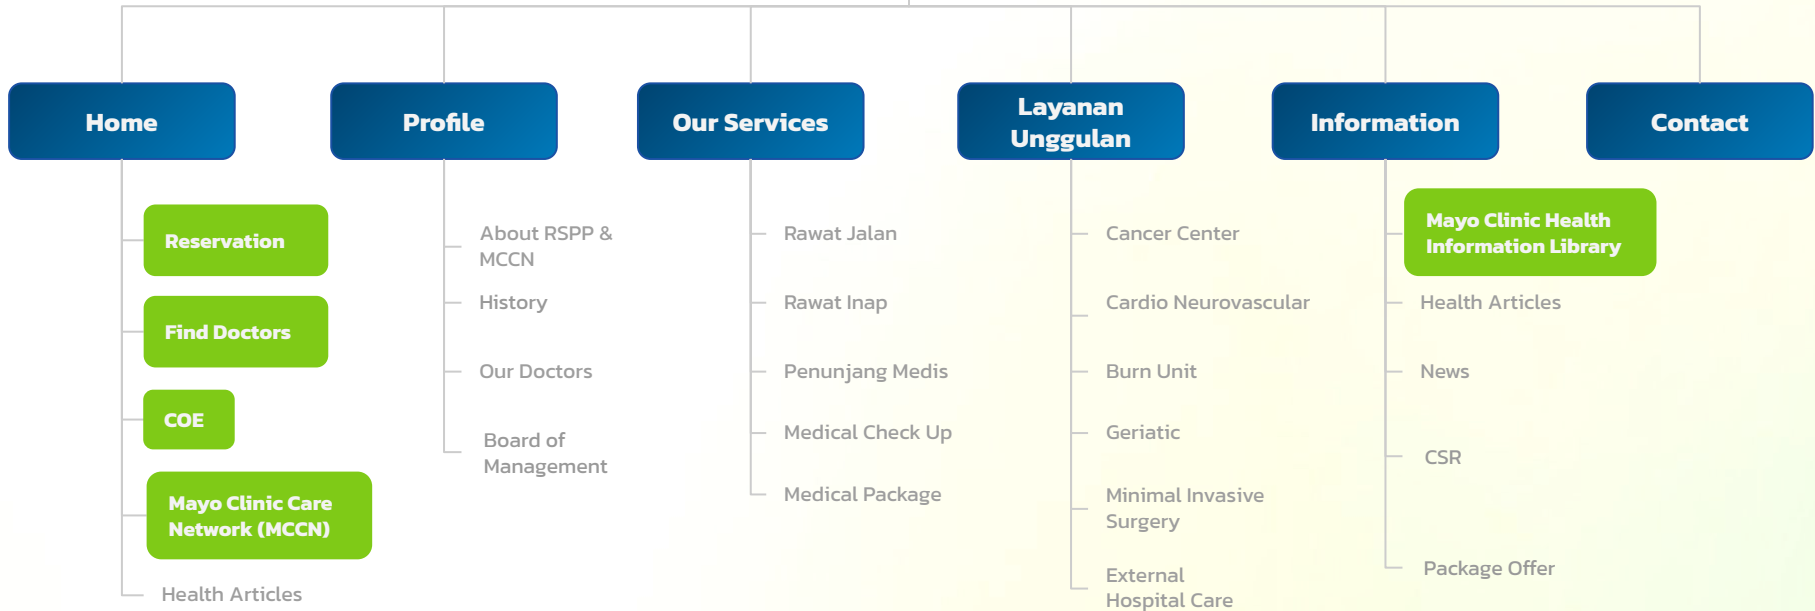 Home
Profile
Our Services
Layanan
Unggulan
Information
Contact
Reservation
Find Doctors
COE
Mayo Clinic Care
Network (MCCN)
Health Articles
About RSPP &
MCCN
History
Our Doctors
Board of
Management
Rawat Jalan
Rawat Inap
Penunjang Medis
Medical Check Up
Medical Package
Cancer Center
Cardio Neurovascular
Burn Unit
Geriatic
Minimal Invasive
Surgery
External
Hospital Care
Mayo Clinic Health
Information Library
Health Articles
News
CSR
Package Offer